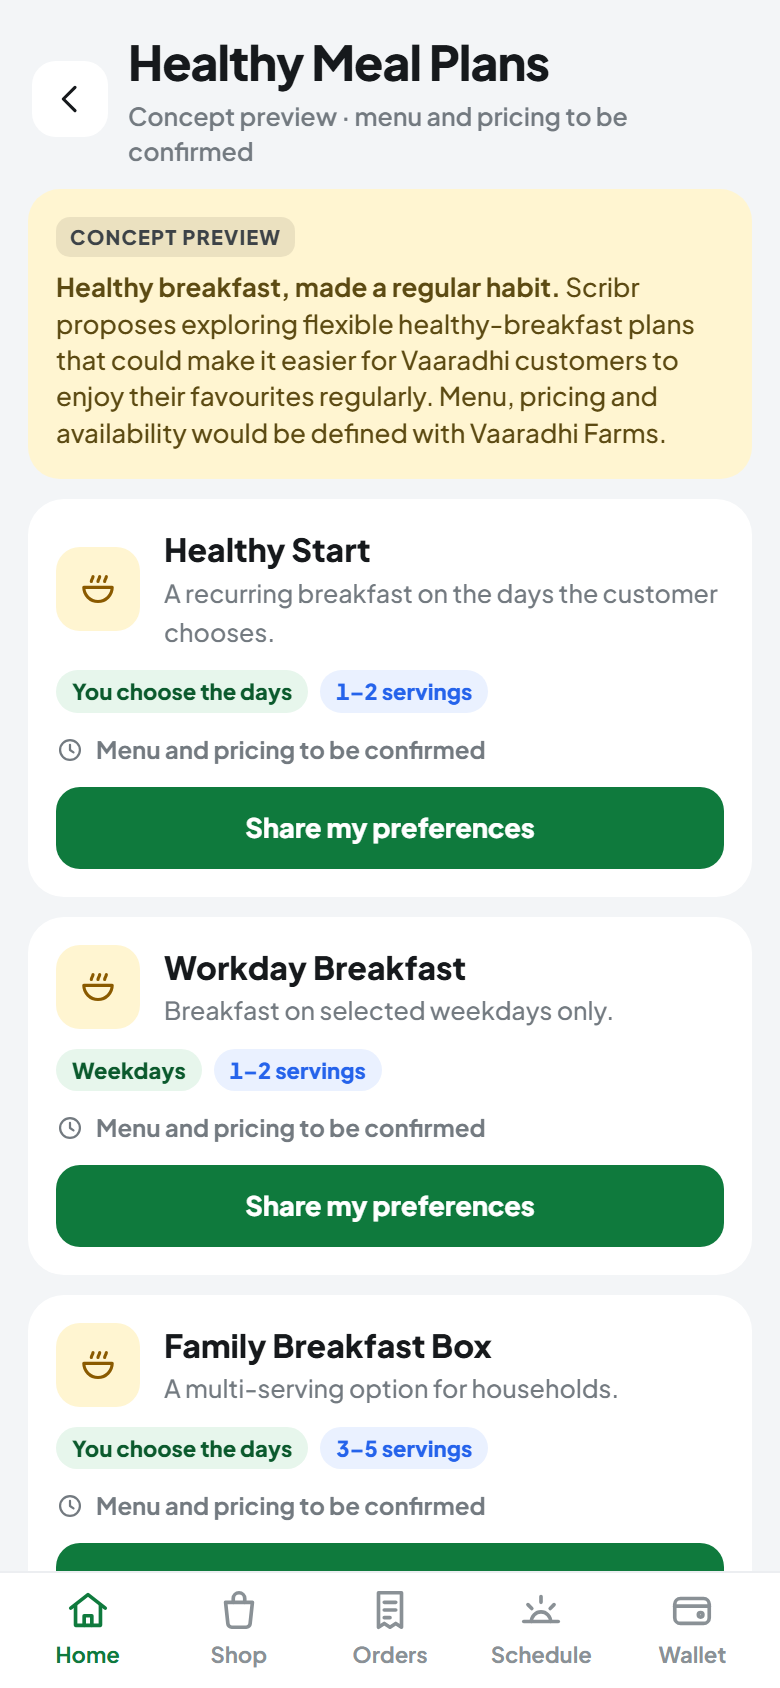 Healthy Meal Plans
Concept preview · menu and pricing to be
confirmed
CONCEPT PREVIEW
Healthy breakfast, made a regular habit. Scribr
proposes exploring flexible healthy-breakfast plans
that could make it easier for Vaaradhi customers to
enjoy their favourites regularly. Menu, pricing and
availability would be defined with Vaaradhi Farms.
Healthy Start
A recurring breakfast on the days the customer
chooses.
You choose the days 1–2 servings
Menu and pricing to be confirmed
Share my preferences
Workday Breakfast
Breakfast on selected weekdays only.
Weekdays 1–2 servings
Menu and pricing to be confirmed
Share my preferences
Family Breakfast Box
A multi-serving option for households.
You choose the days 3–5 servings
Menu and pricing to be confirmed
Home Shop Orders Schedule Wallet